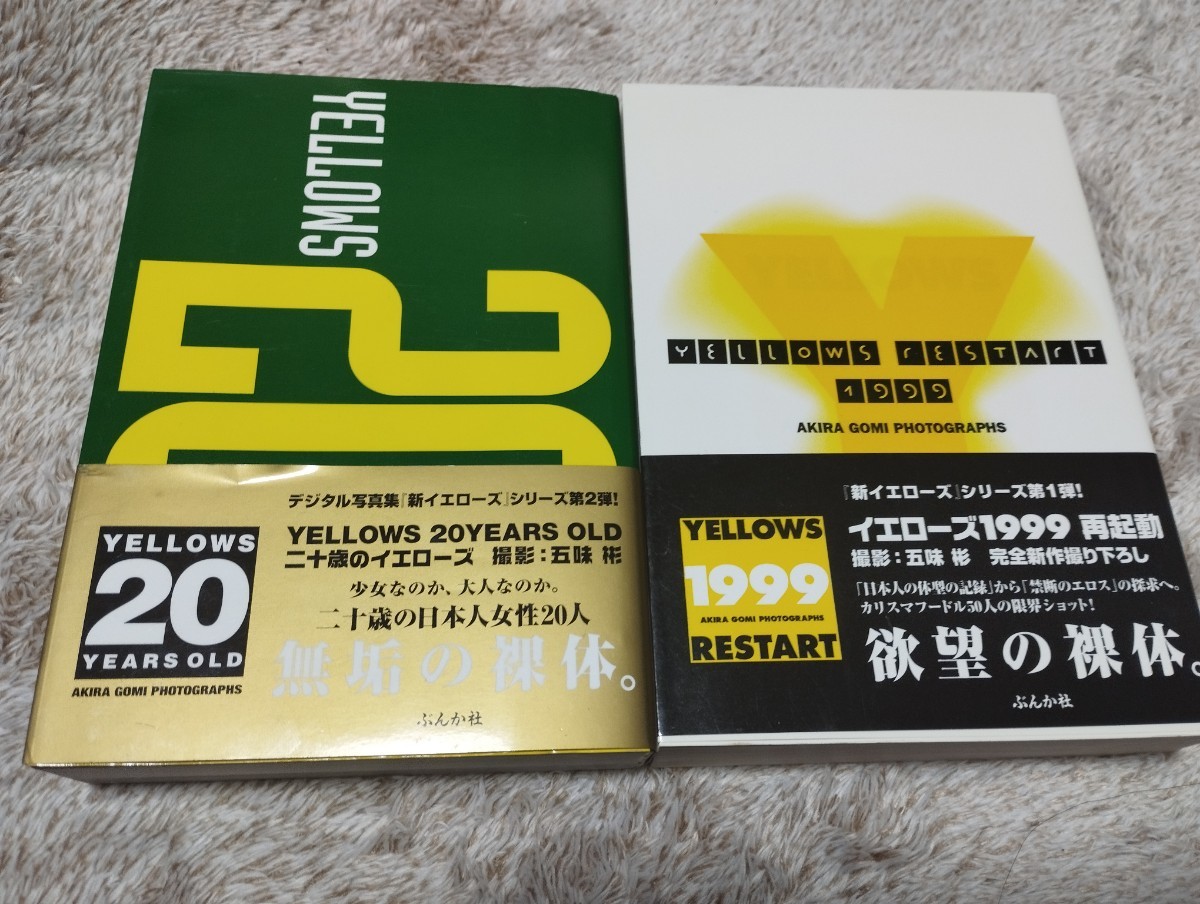 YELLOWS
20
デジタル写真集『新イエローズ』シリーズ第2弾!
YELLOWS 20YEARS OLD
二十歳のイエローズ 撮影:五味 彬
少女なのか、大人なのか。
二十歳の日本人女性20人
無垢の裸体。
ぶんか社
YELLOWS
20
YEARS OLD
AKIRA GOMI PHOTOGRAPHS
Y
YELLOWS RESTART
1999
AKIRA GOMI PHOTOGRAPHS
『新イエローズ』シリーズ第1弾!
イエローズ1999 再起動
撮影:五味 彬 完全新作撮り下ろし
「日本人の体型の記録」から「禁断のエロス」の探求へ。
カリスマフードル50人の限界ショット!
欲望の裸体。
ぶんか社
YELLOWS
1999
AKIRA GOMI PHOTOGRAPHS
RESTART